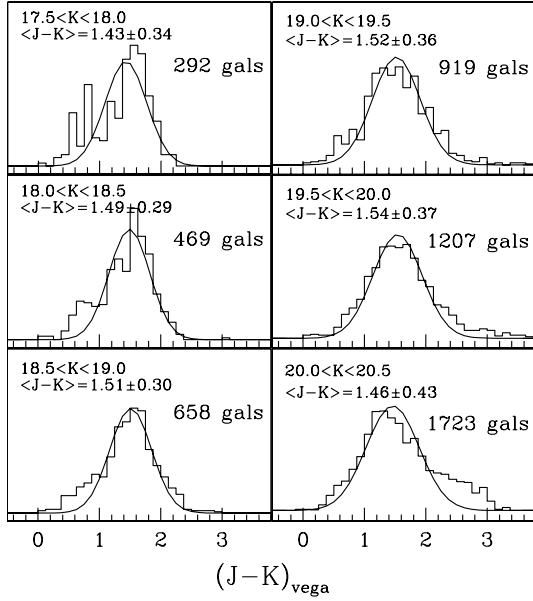 17.5<K<18.0
<J−K>=1.43±0.34
292 gals
18.0<K<18.5
<J−K>=1.49±0.29
469 gals
18.5<K<19.0
<J−K>=1.51±0.30
658 gals
19.0<K<19.5
<J−K>=1.52±0.36
919 gals
19.5<K<20.0
<J−K>=1.54±0.37
1207 gals
20.0<K<20.5
<J−K>=1.46±0.43
1723 gals
0 1 2 3 0 1 2 3
(J−K)vega